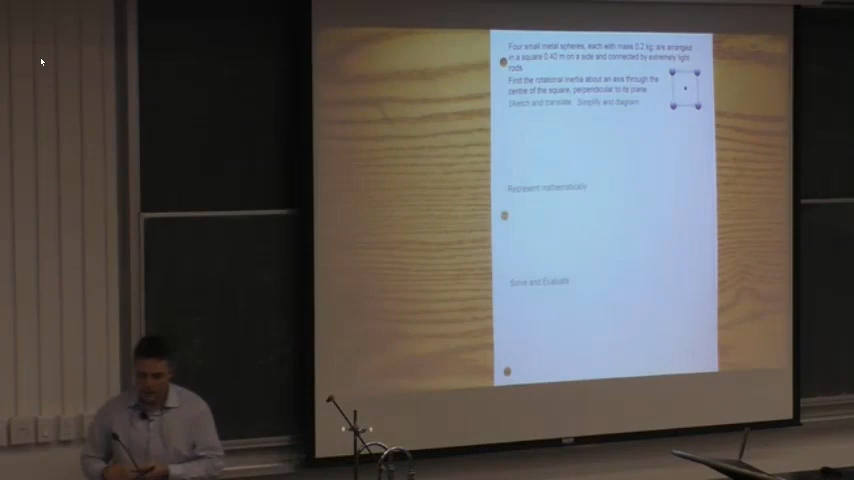 Four small metal spheres, each with mass 0.2 kg, are arranged
in a square 0.40 m on a side and connected by extremely light
rods.
Find the rotational inertia about an axis through the
centre of the square, perpendicular to its plane.
Sketch and translate. Simplify and diagram.
Represent mathematically
Solve and Evaluate